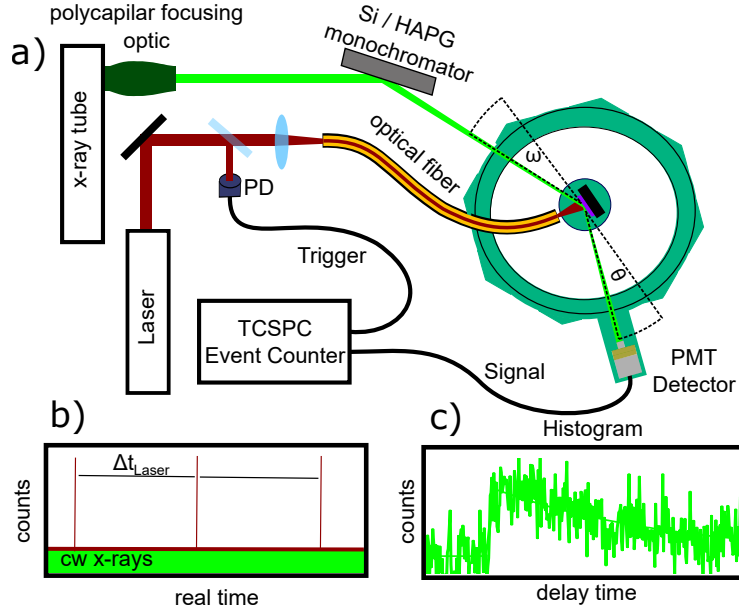 polycapilar focusing
optic
a)
Si / HAPG
monochromator
x-ray tube
optical fiber
ω
PD
θ
Trigger
Laser
TCSPC
Event Counter
Signal
PMT
Detector
b)
c)
Histogram
Δt_Laser
counts
cw x-rays
real time
counts
delay time